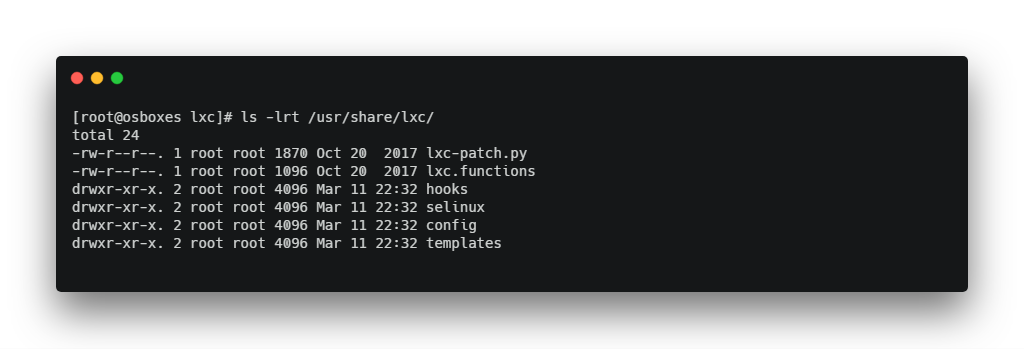 [root@osboxes lxc]# ls -lrt /usr/share/lxc/
total 24
-rw-r--r--. 1 root root 1870 Oct 20  2017 lxc-patch.py
-rw-r--r--. 1 root root 1096 Oct 20  2017 lxc.functions
drwxr-xr-x. 2 root root 4096 Mar 11 22:32 hooks
drwxr-xr-x. 2 root root 4096 Mar 11 22:32 selinux
drwxr-xr-x. 2 root root 4096 Mar 11 22:32 config
drwxr-xr-x. 2 root root 4096 Mar 11 22:32 templates